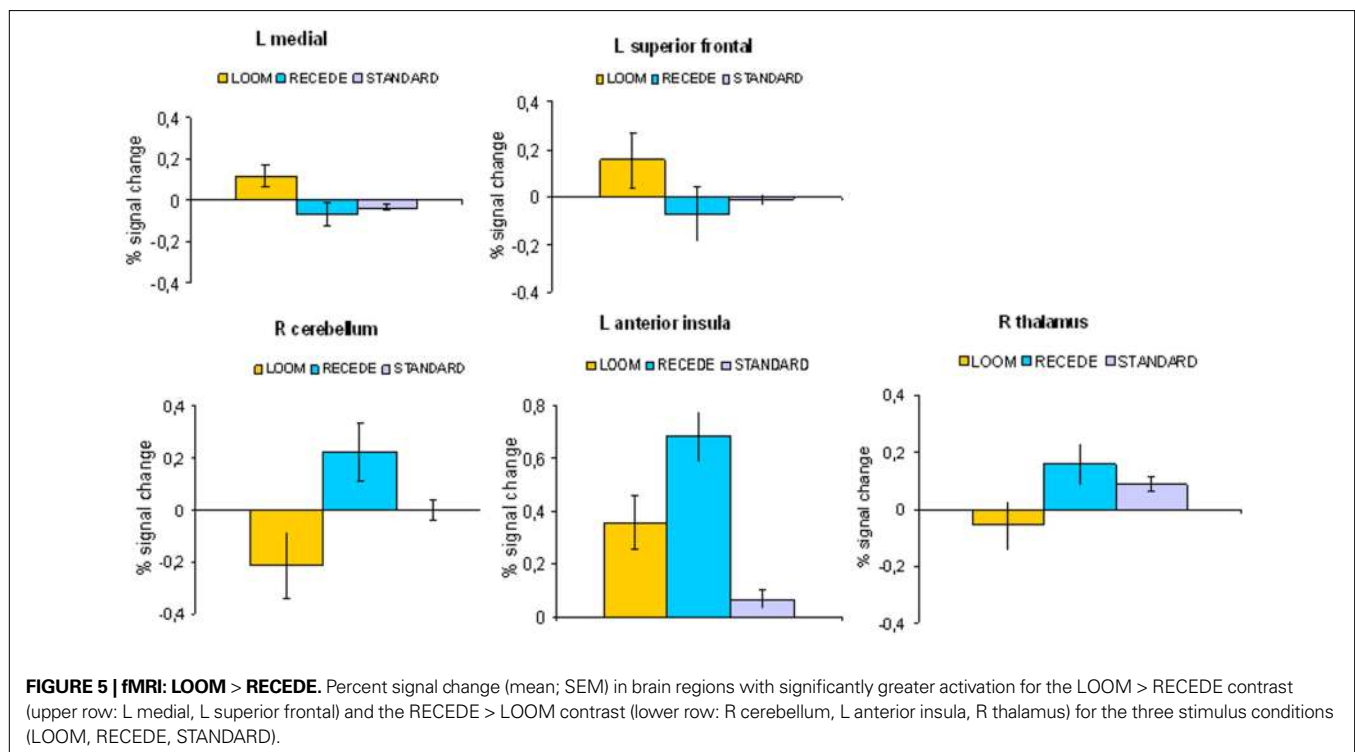 L medial
LOOM RECEDE STANDARD
% signal change
0,4
0,2
0
-0,2
-0,4
L superior frontal
LOOM RECEDE STANDARD
% signal change
0,4
0,2
0
-0,2
-0.4
R cerebellum
LOOM RECEDE STANDARD
% signal change
0,4
0,2
0
-0,2
-0,4
L anterior insula
LOOM RECEDE STANDARD
% signal change
0,8
0,6
0,4
0,2
0
R thalamus
LOOM RECEDE STANDARD
% signal change
0,4
0,2
0
-0,2
-0,4
FIGURE 5 | fMRI: LOOM > RECEDE. Percent signal change (mean; SEM) in brain regions with significantly greater activation for the LOOM > RECEDE contrast
(upper row: L medial, L superior frontal) and the RECEDE > LOOM contrast (lower row: R cerebellum, L anterior insula, R thalamus) for the three stimulus conditions
(LOOM, RECEDE, STANDARD).